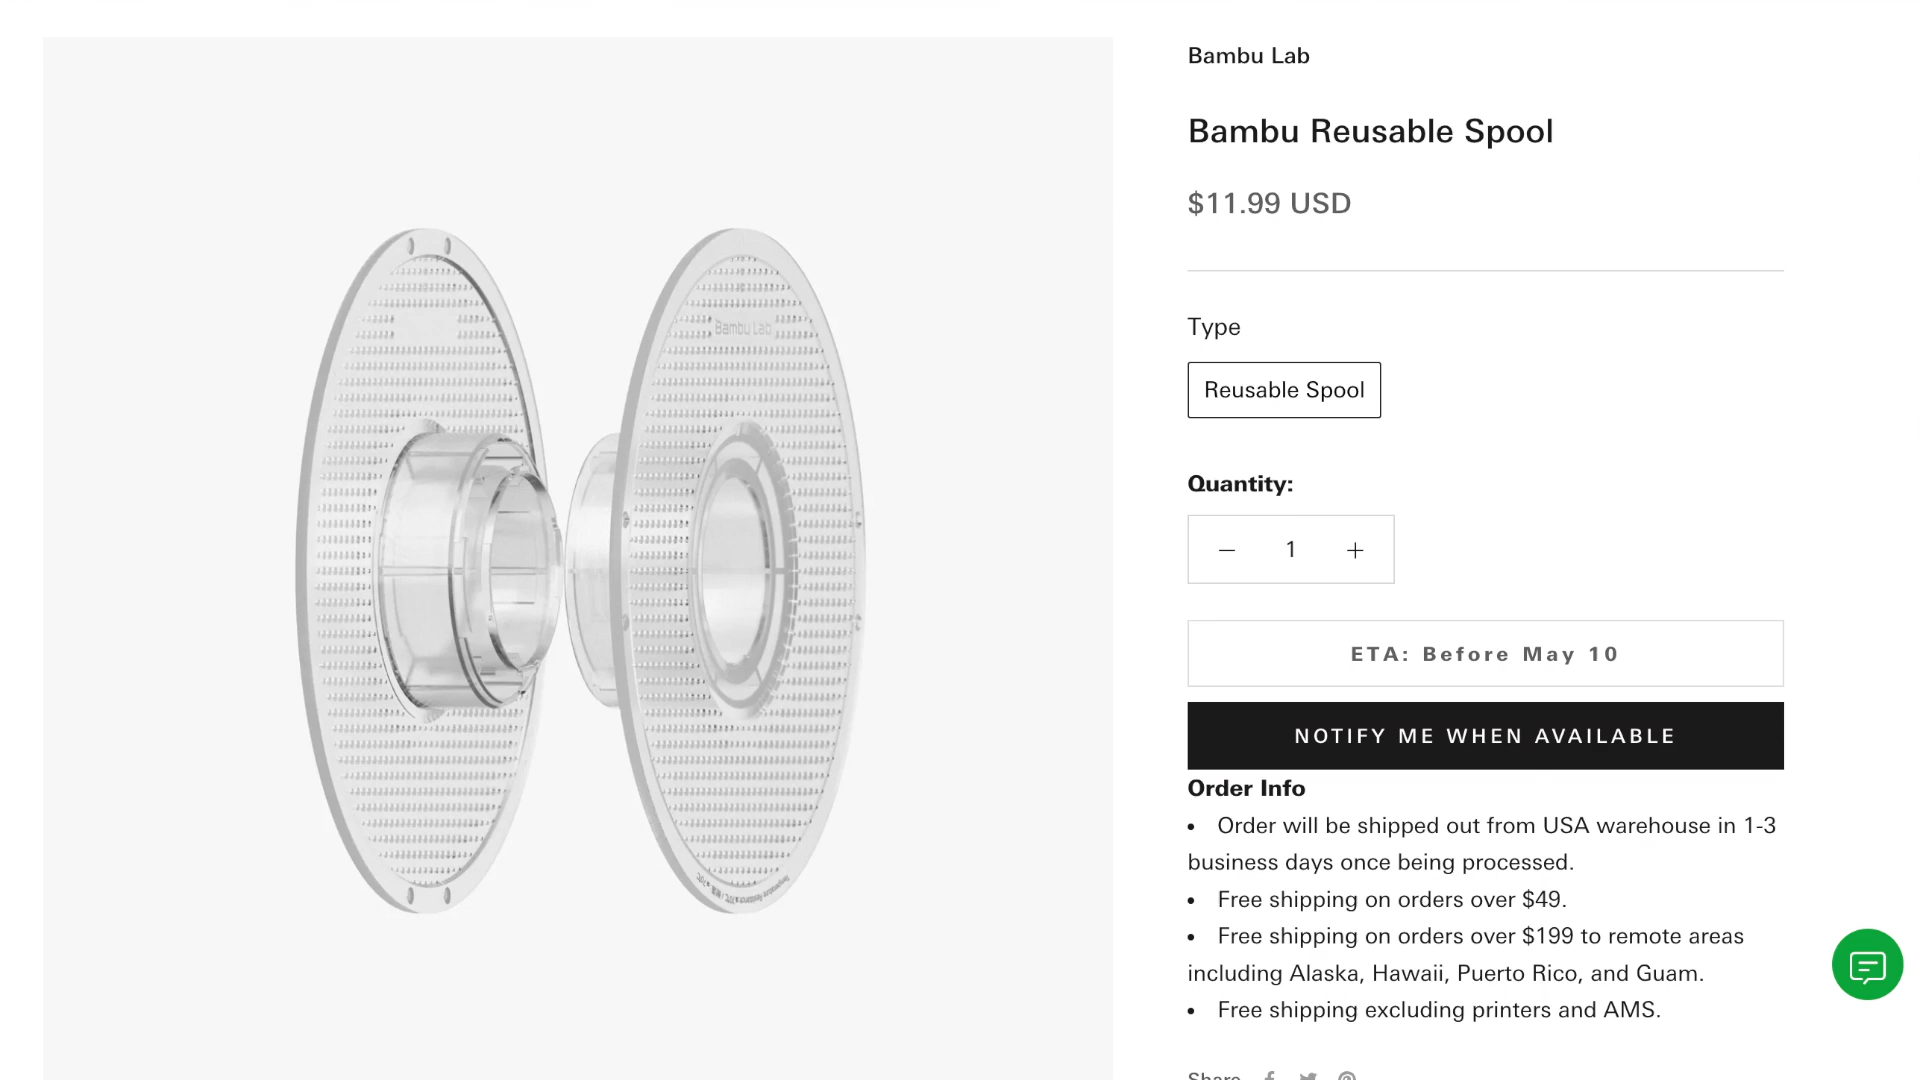 Bambu Lab
Bambu Reusable Spool
$11.99 USD
Type
Reusable Spool
Quantity:
− 1 +
ETA: Before May 10
NOTIFY ME WHEN AVAILABLE
Order Info
• Order will be shipped out from USA warehouse in 1-3
business days once being processed.
• Free shipping on orders over $49.
• Free shipping on orders over $199 to remote areas
including Alaska, Hawaii, Puerto Rico, and Guam.
• Free shipping excluding printers and AMS.
Share
Bambu Lab